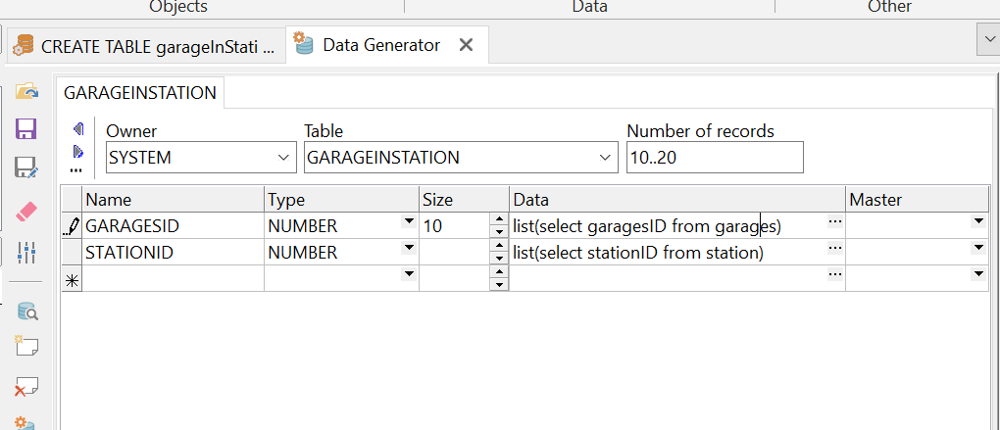 Objects Data Other
CREATE TABLE garageInStati ... Data Generator
GARAGEINSTATION
Owner Table Number of records
SYSTEM GARAGEINSTATION 10..20
Name Type Size Data Master
GARAGESID NUMBER 10 list(select garagesID from garages) ...
STATIONID NUMBER list(select stationID from station) ...
...